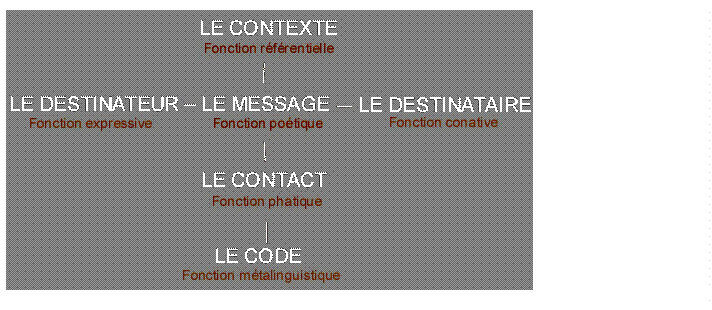 LE CONTEXTE
Fonction référentielle
LE DESTINATEUR – LE MESSAGE — LE DESTINATAIRE
Fonction expressive Fonction poétique Fonction conative
LE CONTACT
Fonction phatique
LE CODE
Fonction métalinguistique